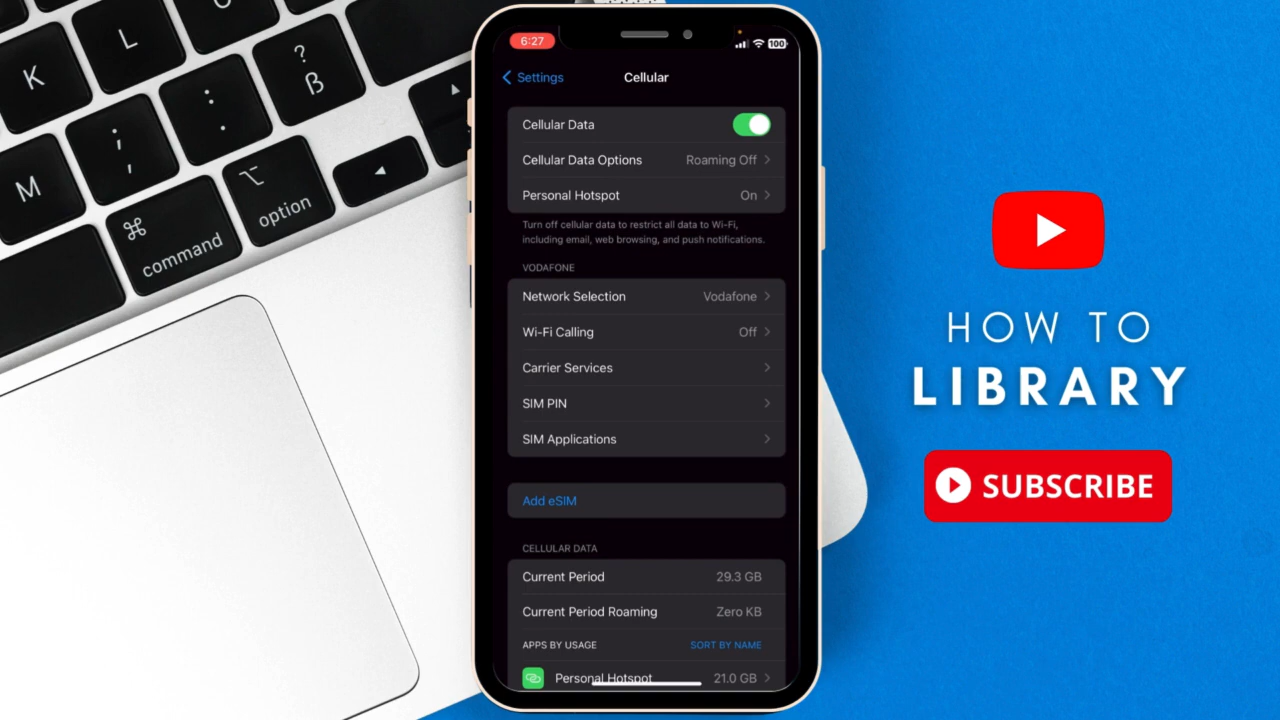 K
L
?
ß
:
.
;
,
M
⌘
command
⌥
option
6:27
100
Settings
Cellular
Cellular Data
Cellular Data Options
Roaming Off
Personal Hotspot
On
Turn off cellular data to restrict all data to Wi-Fi,
including email, web browsing, and push notifications.
VODAFONE
Network Selection
Vodafone
Wi-Fi Calling
Off
Carrier Services
SIM PIN
SIM Applications
Add eSIM
CELLULAR DATA
Current Period
29.3 GB
Current Period Roaming
Zero KB
APPS BY USAGE
SORT BY NAME
Personal Hotspot
21.0 GB
HOW TO
LIBRARY
SUBSCRIBE